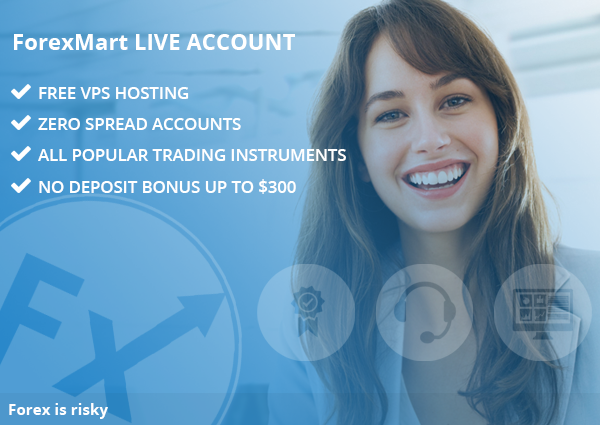 ForexMart LIVE ACCOUNT
FREE VPS HOSTING
ZERO SPREAD ACCOUNTS
ALL POPULAR TRADING INSTRUMENTS
NO DEPOSIT BONUS UP TO $300
Fx
Forex is risky